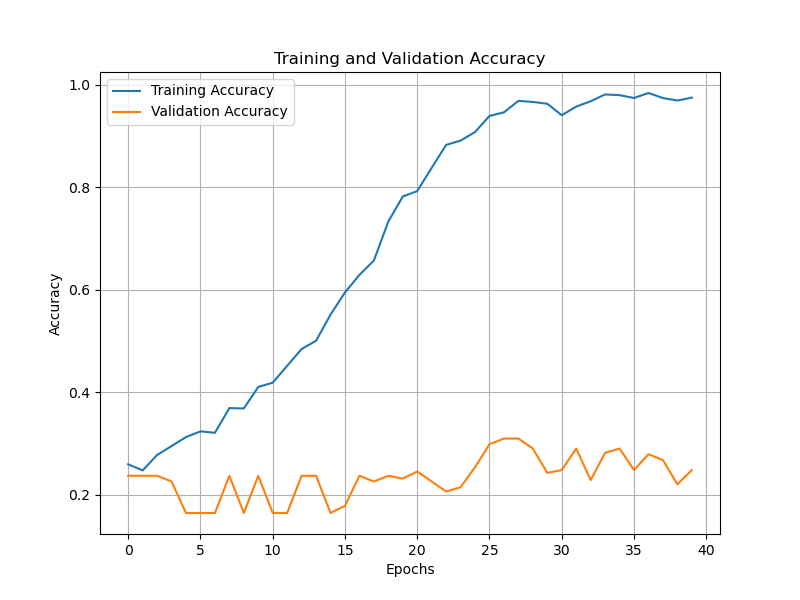 Training and Validation Accuracy
Training Accuracy
Validation Accuracy
1.0
0.8
0.6
0.4
0.2
Accuracy
0 5 10 15 20 25 30 35 40
Epochs